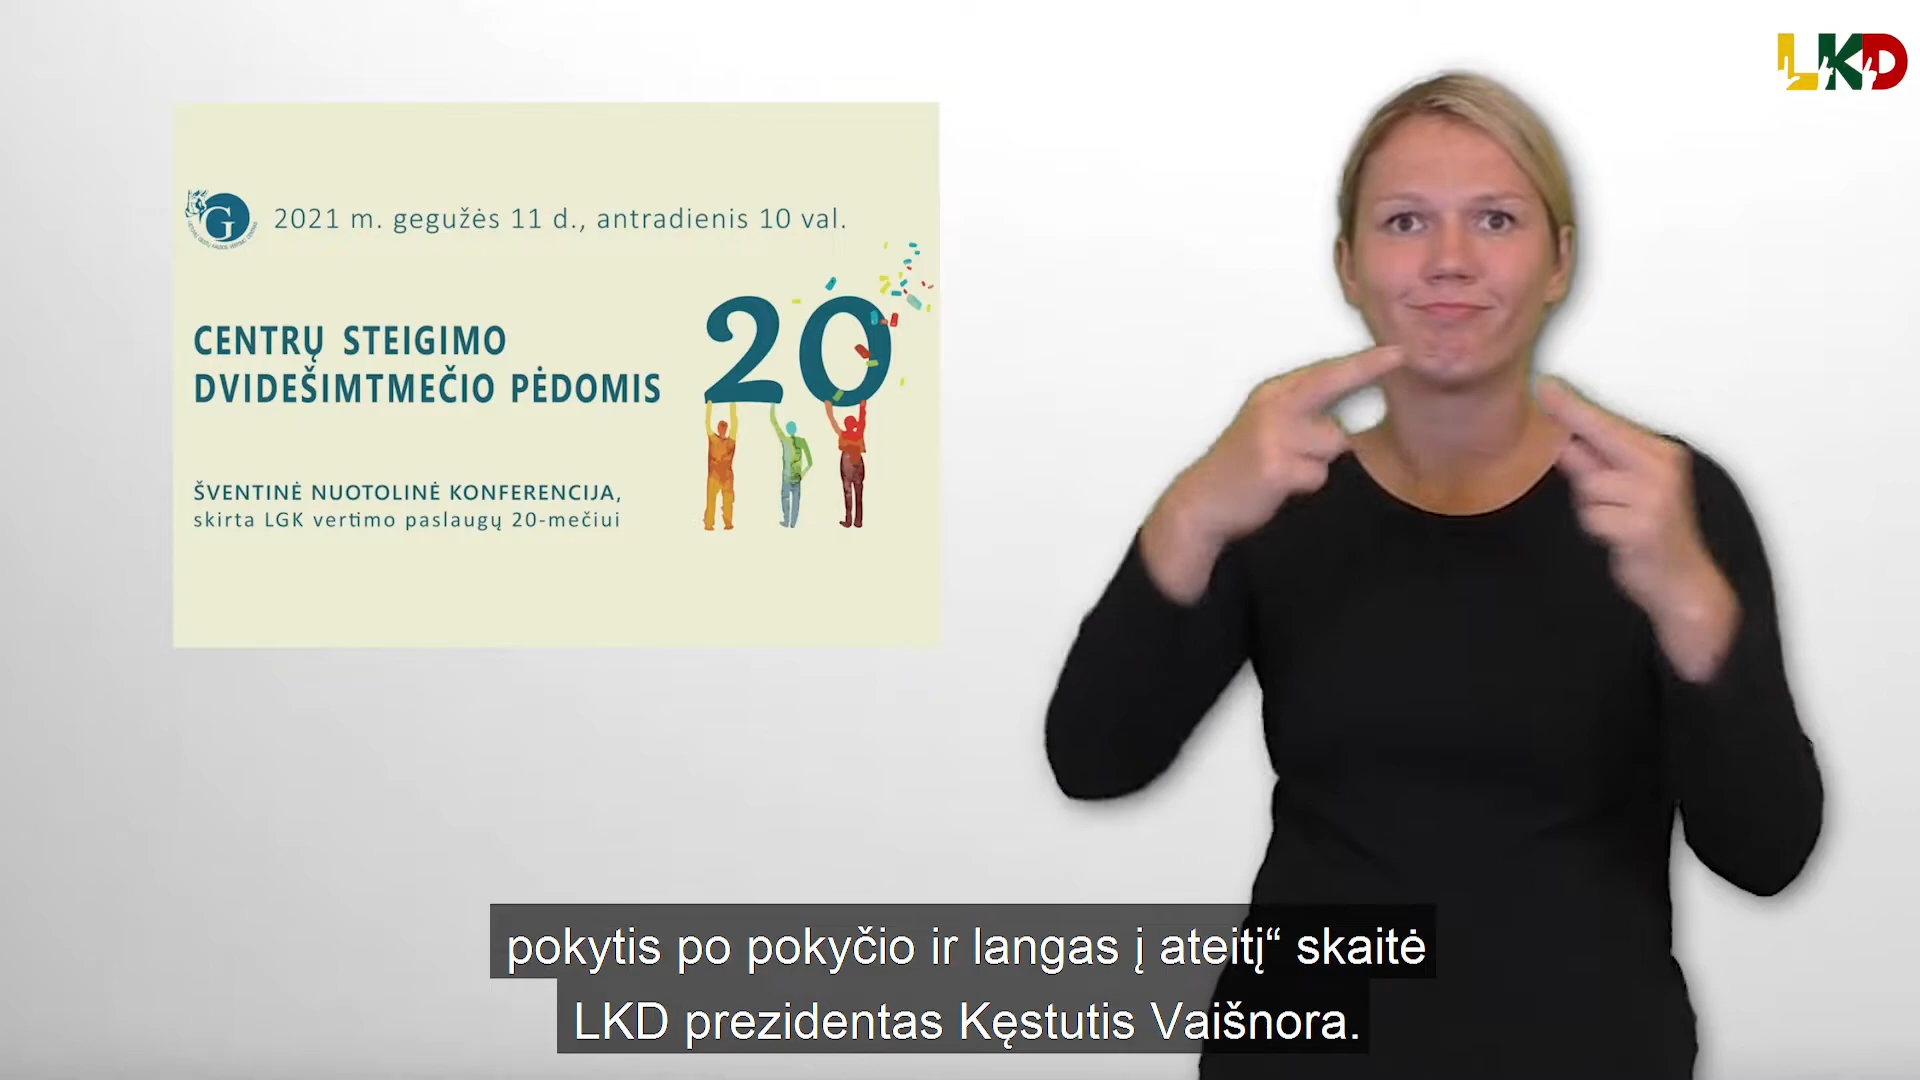 LKD
G
2021 m. gegužės 11 d., antradienis 10 val.
CENTRŲ STEIGIMO
DVIDEŠIMTMEČIO PĖDOMIS
20
ŠVENTINĖ NUOTOLINĖ KONFERENCIJA,
skirta LGK vertimo paslaugų 20-mečiui
pokytis po pokyčio ir langas į ateitį“ skaitė
LKD prezidentas Kęstutis Vaišnora.